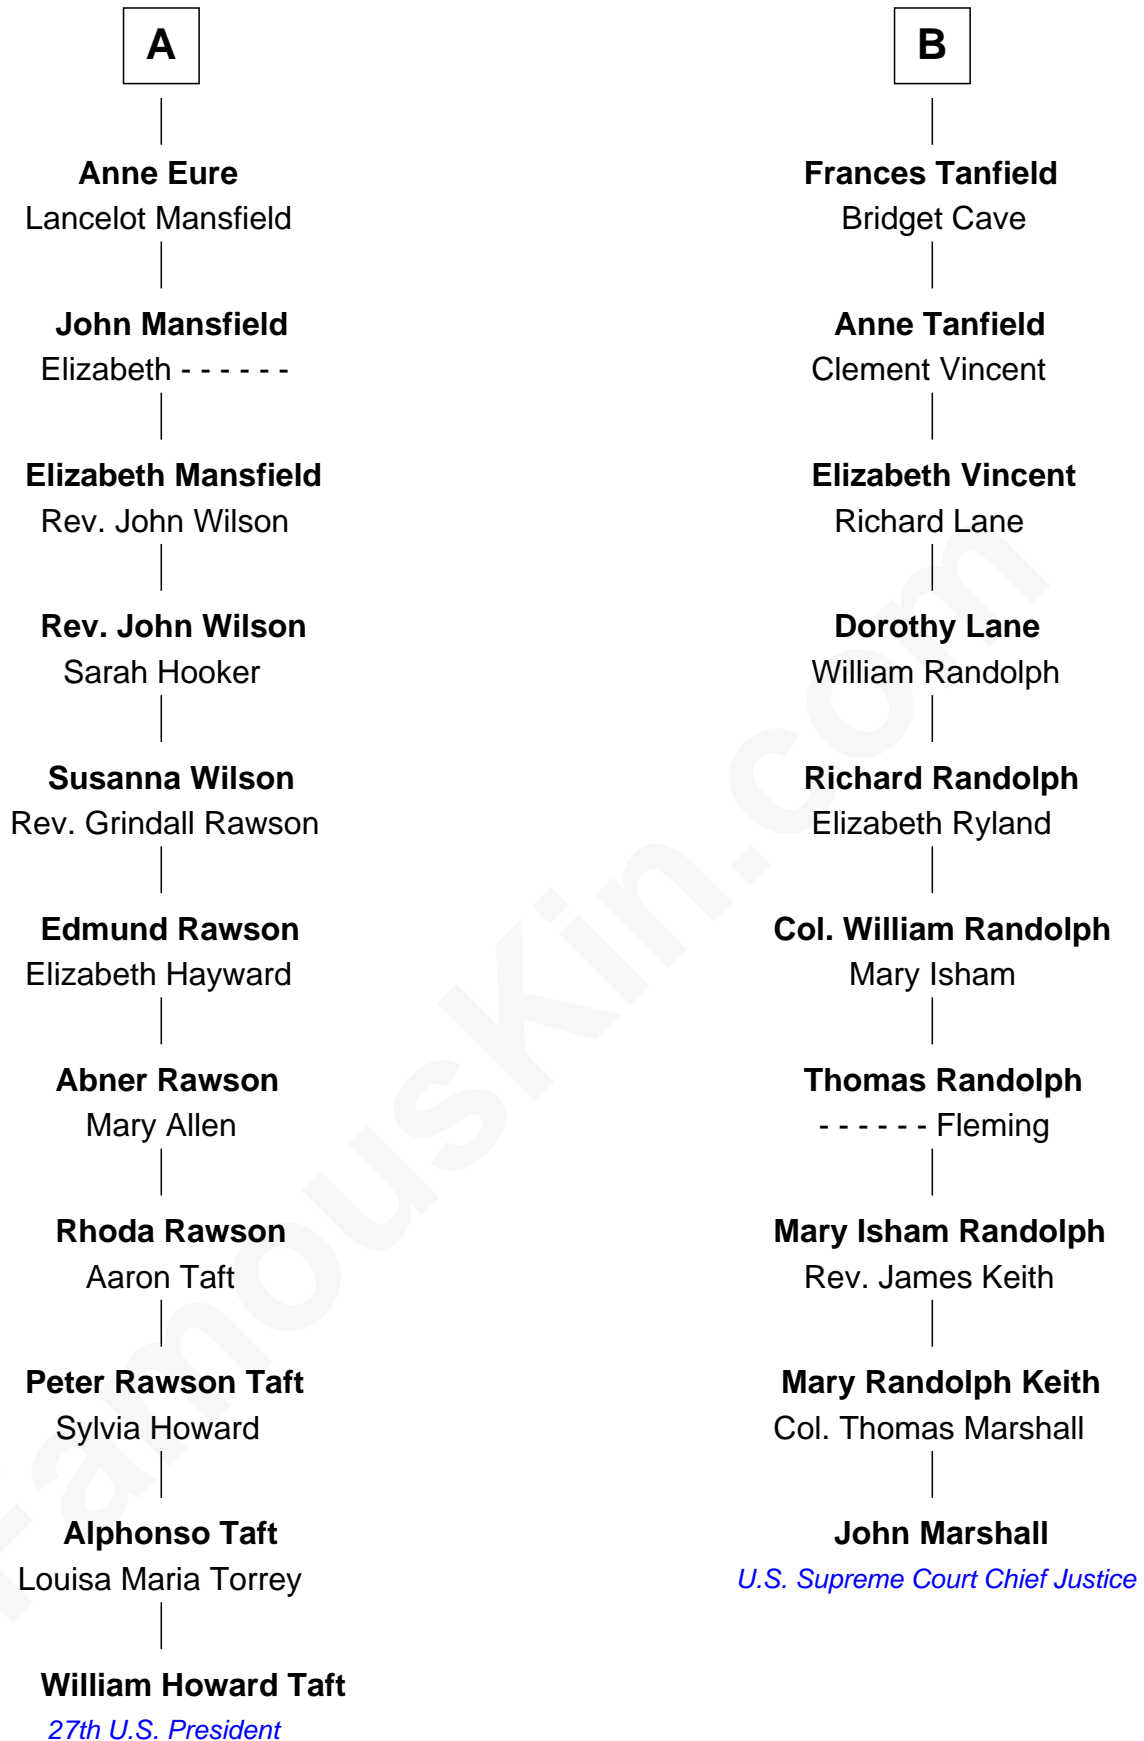 A
Anne Eure
Lancelot Mansfield
John Mansfield
Elizabeth - - - - - -
Elizabeth Mansfield
Rev. John Wilson
Rev. John Wilson
Sarah Hooker
Susanna Wilson
Rev. Grindall Rawson
Edmund Rawson
Elizabeth Hayward
Abner Rawson
Mary Allen
Rhoda Rawson
Aaron Taft
Peter Rawson Taft
Sylvia Howard
Alphonso Taft
Louisa Maria Torrey
William Howard Taft
27th U.S. President
B
Frances Tanfield
Bridget Cave
Anne Tanfield
Clement Vincent
Elizabeth Vincent
Richard Lane
Dorothy Lane
William Randolph
Richard Randolph
Elizabeth Ryland
Col. William Randolph
Mary Isham
Thomas Randolph
- - - - - - Fleming
Mary Isham Randolph
Rev. James Keith
Mary Randolph Keith
Col. Thomas Marshall
John Marshall
U.S. Supreme Court Chief Justice
FamousKin.com